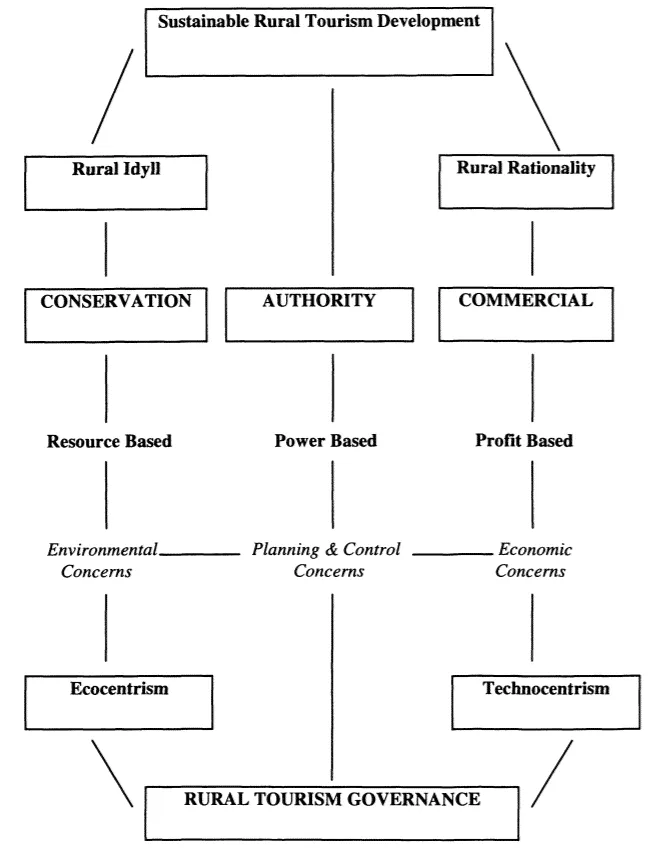 Sustainable Rural Tourism Development
Rural Idyll
Rural Rationality
CONSERVATION
AUTHORITY
COMMERCIAL
Resource Based
Power Based
Profit Based
Environmental
Planning & Control
Economic
Concerns
Concerns
Concerns
Ecocentrism
Technocentrism
RURAL TOURISM GOVERNANCE